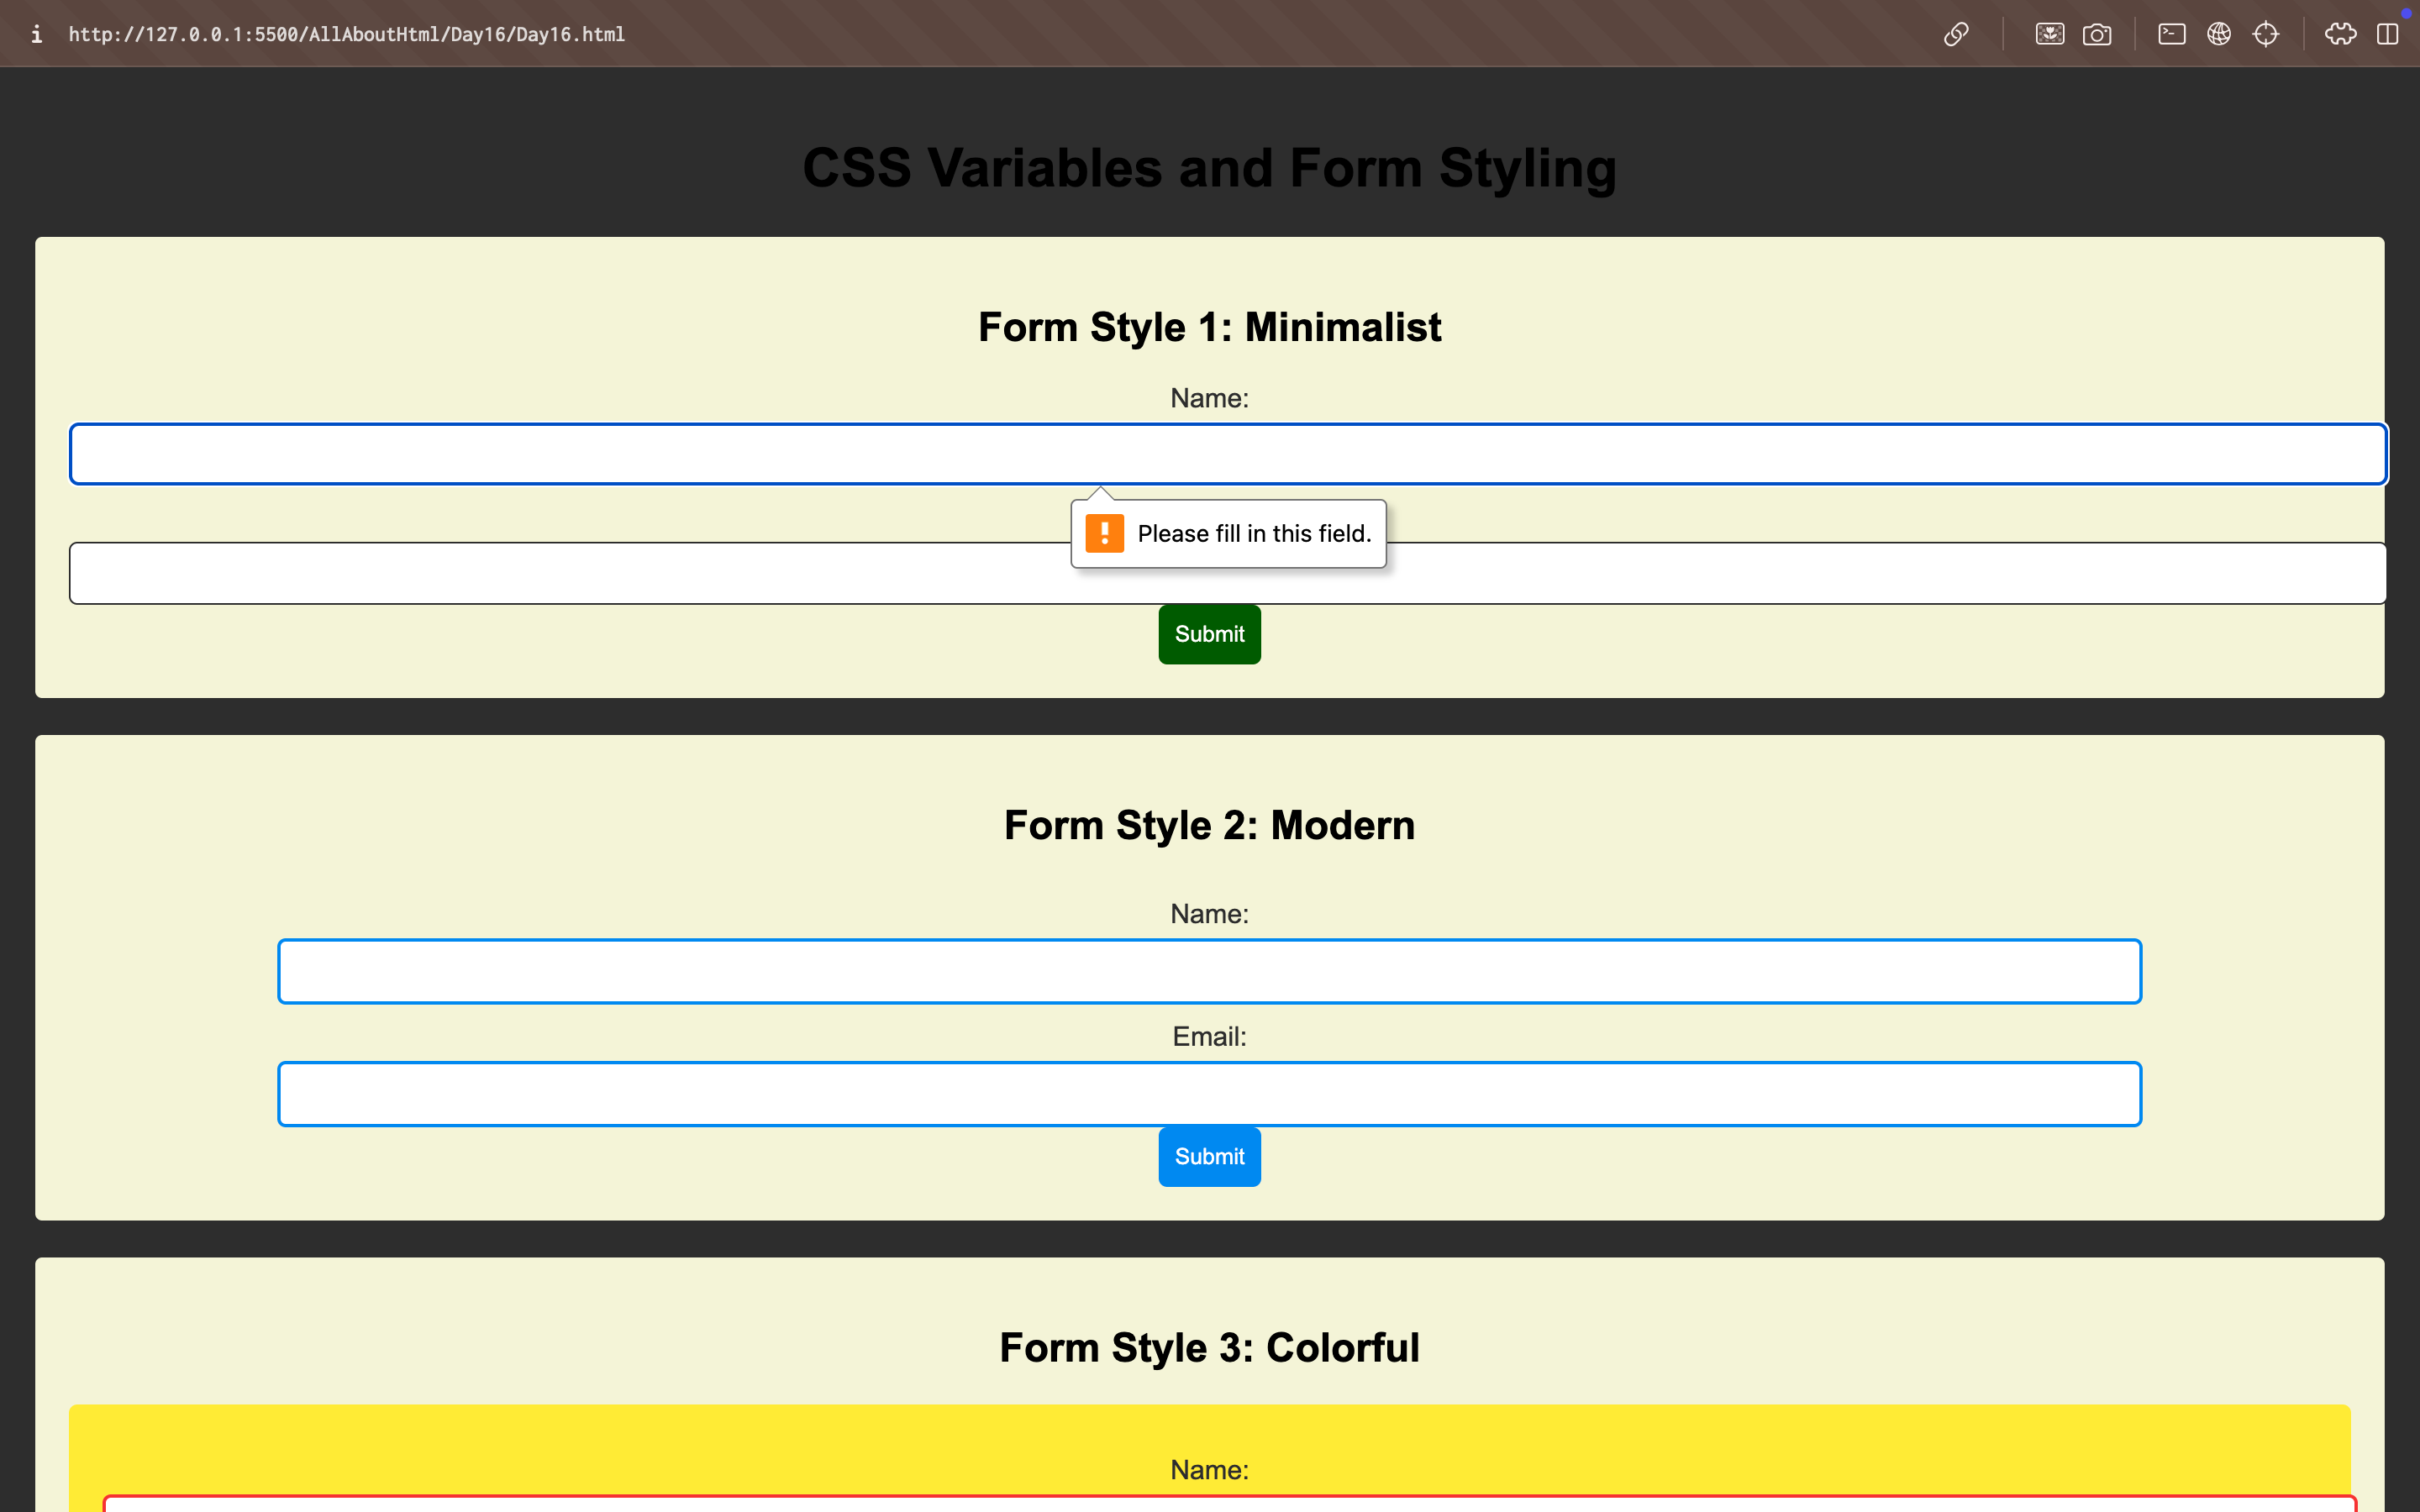 http://127.0.0.1:5500/AllAboutHtml/Day16/Day16.html
CSS Variables and Form Styling
Form Style 1: Minimalist
Name:
Please fill in this field.
Submit
Form Style 2: Modern
Name:
Email:
Submit
Form Style 3: Colorful
Name: